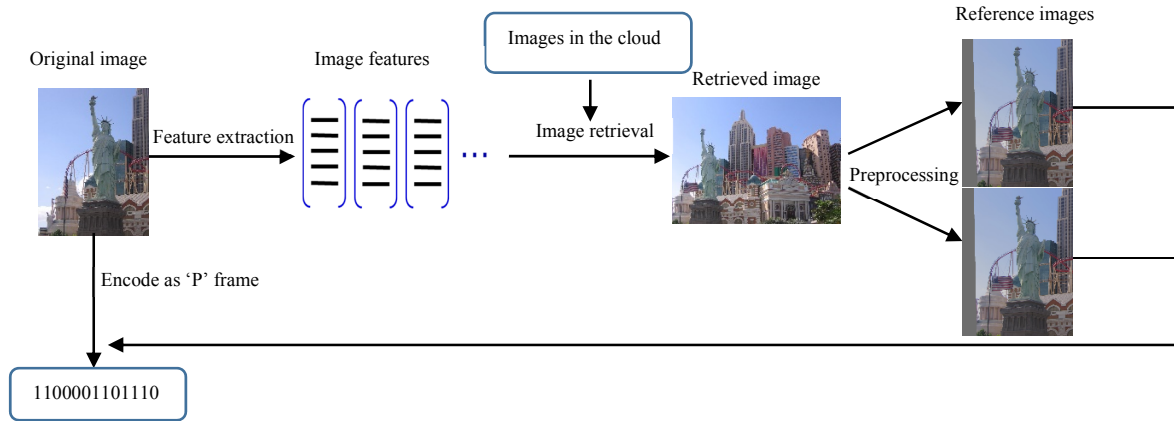 Original image
Feature extraction
Image features
...
Images in the cloud
Image retrieval
Retrieved image
Preprocessing
Reference images
Encode as ‘P’ frame
1100001101110